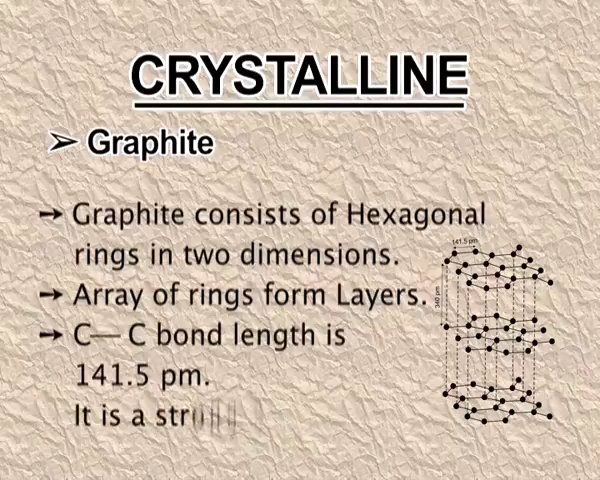 CRYSTALLINE
➢ Graphite
→ Graphite consists of Hexagonal
rings in two dimensions.
→ Array of rings form Layers.
→ C—C bond length is
141.5 pm.
It is a
141.5 pm
340 pm